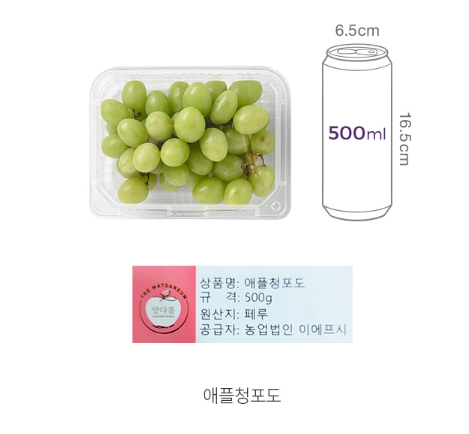 6.5cm
500ml
16.5cm
THE MATDAREUM
맛다름
상품명: 애플청포도
규 격: 500g
원산지: 페루
공급자: 농업법인 이에프시
애플청포도